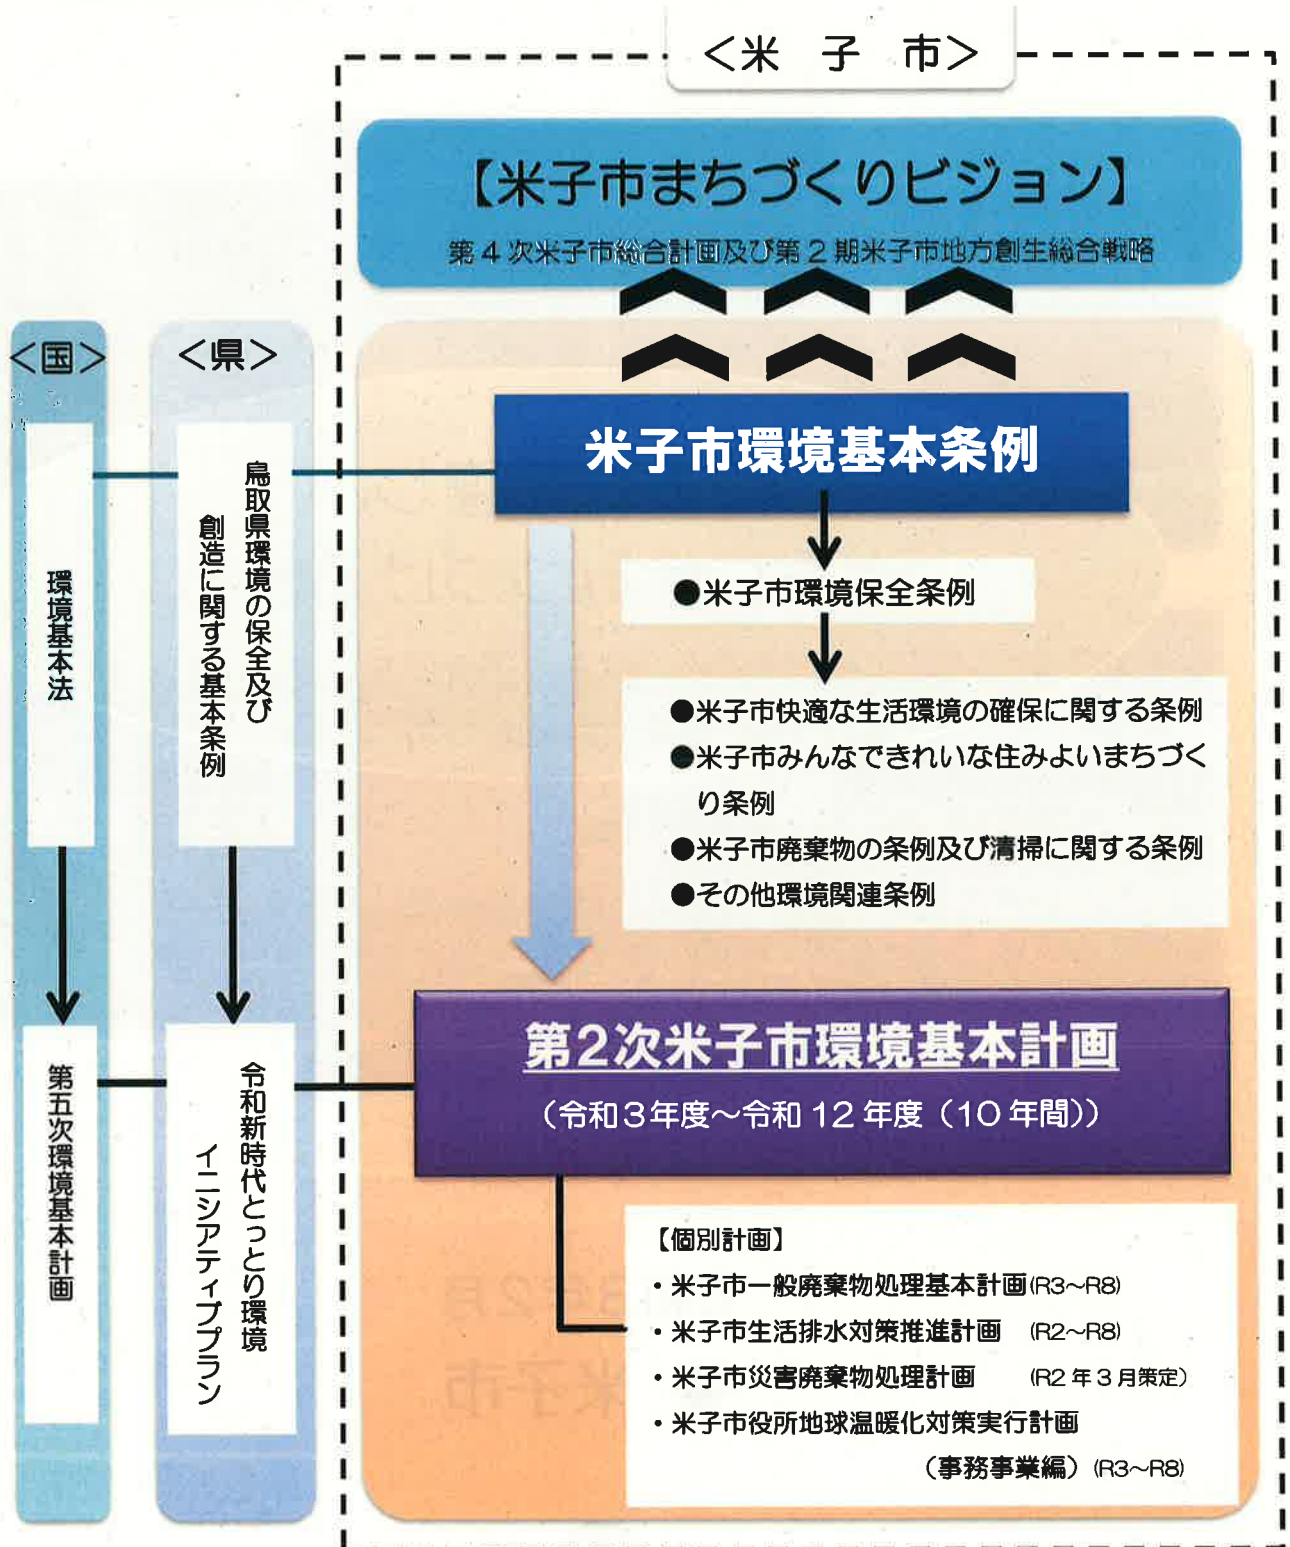 ＜米 子 市＞
【米子市まちづくりビジョン】
第４次米子市総合計画及び第２期米子市地方創生総合戦略
＜国＞
環境基本法
第五次環境基本計画
＜県＞
鳥取県環境の保全及び
創造に関する基本条例
令和新時代とっとり環境
イニシアティブプラン
米子市環境基本条例
●米子市環境保全条例
●米子市快適な生活環境の確保に関する条例
●米子市みんなできれいな住みよいまちづく
り条例
●米子市廃棄物の条例及び清掃に関する条例
●その他環境関連条例
第2次米子市環境基本計画
（令和３年度～令和 12 年度（10 年間））
【個別計画】
・米子市一般廃棄物処理基本計画(R3～R8)
・米子市生活排水対策推進計画 (R2～R8)
・米子市災害廃棄物処理計画 (R2 年３月策定）
・米子市役所地球温暖化対策実行計画
（事務事業編）(R3～R8)